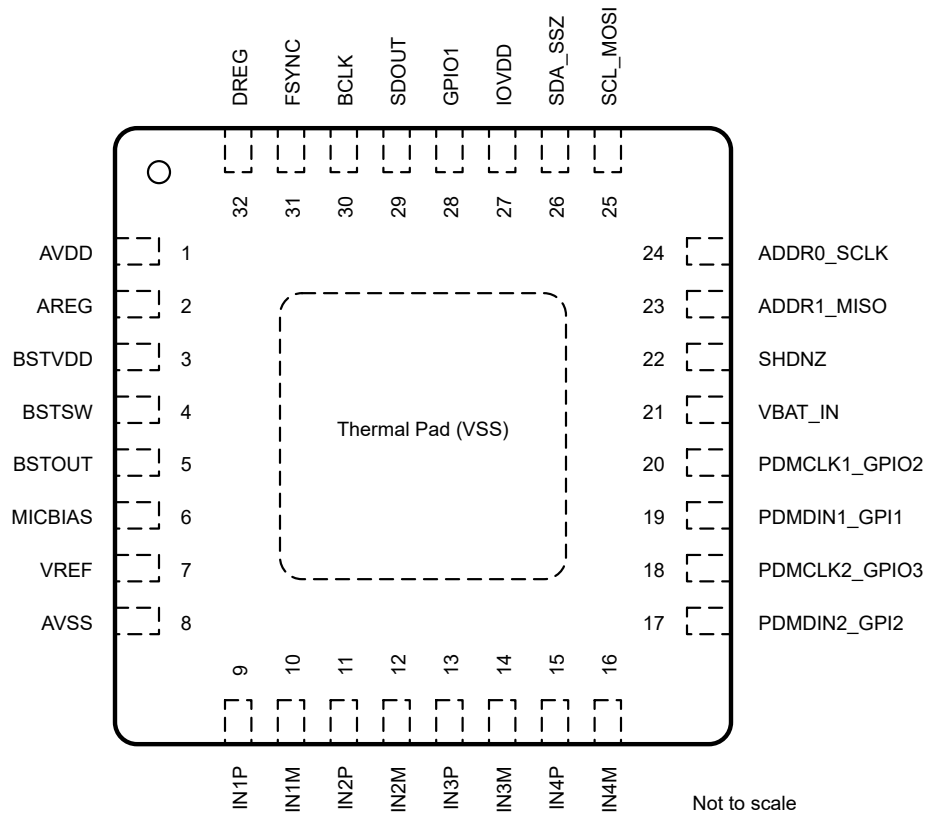 DREG
FSYNC
BCLK
SDOUT
GPIO1
IOVDD
SDA_SSZ
SCL_MOSI
32
31
30
29
28
27
26
25
AVDD 1
AREG 2
BSTVDD 3
BSTSW 4
BSTOUT 5
MICBIAS 6
VREF 7
AVSS 8
Thermal Pad (VSS)
24 ADDR0_SCLK
23 ADDR1_MISO
22 SHDNZ
21 VBAT_IN
20 PDMCLK1_GPIO2
19 PDMDIN1_GPI1
18 PDMCLK2_GPIO3
17 PDMDIN2_GPI2
9
10
11
12
13
14
15
16
IN1P
IN1M
IN2P
IN2M
IN3P
IN3M
IN4P
IN4M
Not to scale